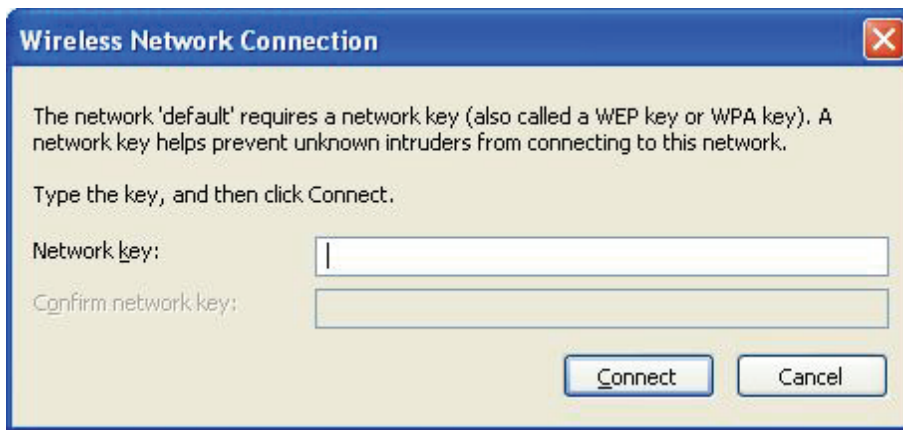 Wireless Network Connection
The network 'default' requires a network key (also called a WEP key or WPA key). A
network key helps prevent unknown intruders from connecting to this network.
Type the key, and then click Connect.
Network key:
Confirm network key:
Connect Cancel